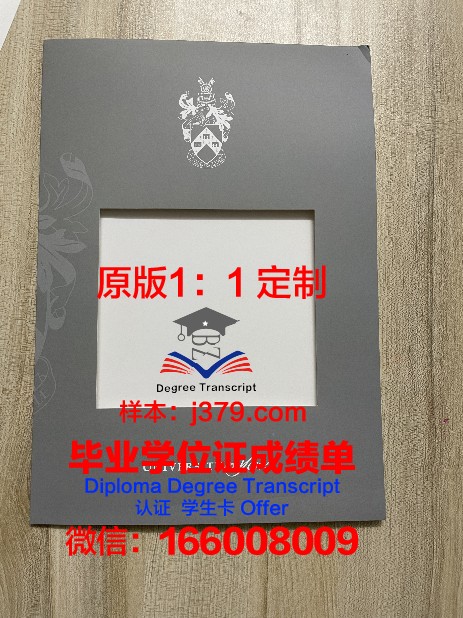 原版1：1 定制
BZ
Degree Transcript
样本：j379.com
毕业学位证成绩单
Diploma Degree Transcript
认证 学生卡 Offer
微信：166008009